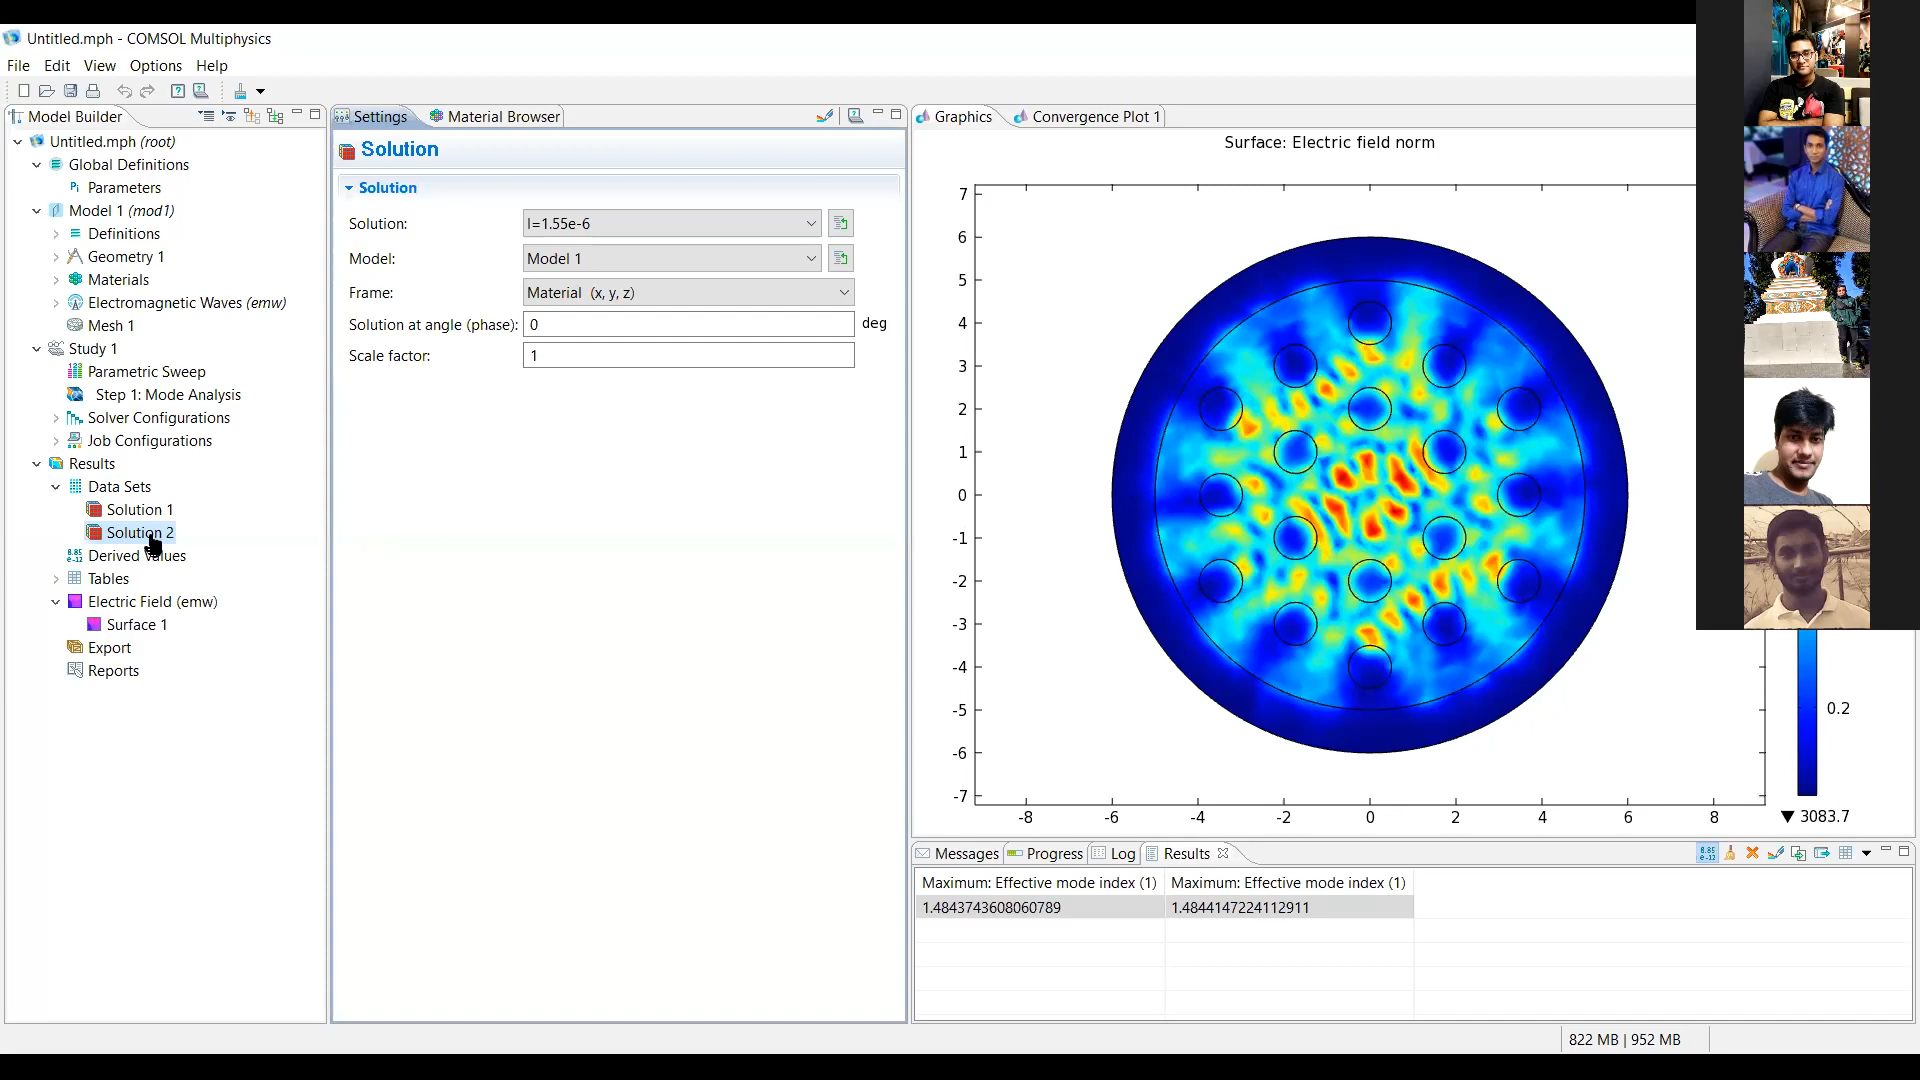 Untitled.mph - COMSOL Multiphysics
File Edit View Options Help
Model Builder
Untitled.mph (root)
Global Definitions
Pi Parameters
Model 1 (mod1)
Definitions
Geometry 1
Materials
Electromagnetic Waves (emw)
Mesh 1
Study 1
Parametric Sweep
Step 1: Mode Analysis
Solver Configurations
Job Configurations
Results
Data Sets
Solution 1
Solution 2
Derived Values
Tables
Electric Field (emw)
Surface 1
Export
Reports
Settings Material Browser
Solution
Solution
Solution: l=1.55e-6
Model: Model 1
Frame: Material (x, y, z)
Solution at angle (phase): 0 deg
Scale factor: 1
Graphics Convergence Plot 1
Surface: Electric field norm
7
6
5
4
3
2
1
0
-1
-2
-3
-4
-5
-6
-7
-8 -6 -4 -2 0 2 4 6 8
0.2
▼ 3083.7
Messages Progress Log Results
Maximum: Effective mode index (1) Maximum: Effective mode index (1)
1.4843743608060789 1.4844147224112911
822 MB | 952 MB